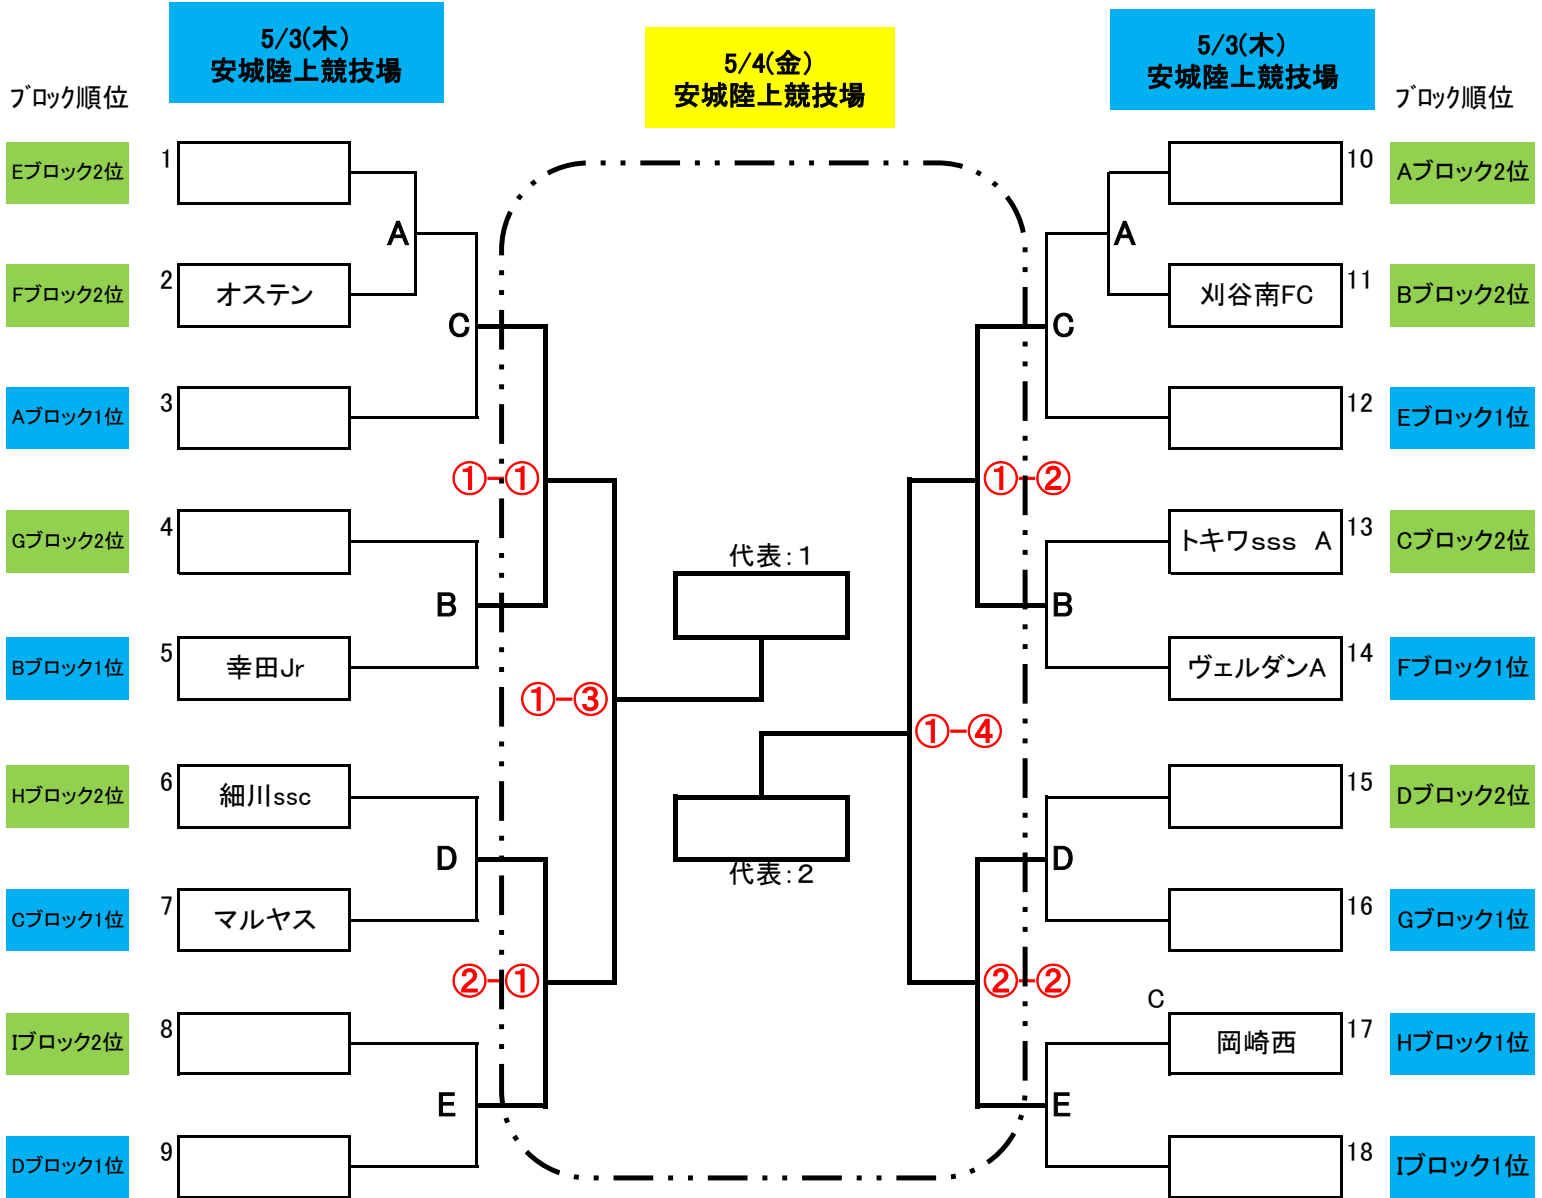 5/3(木)
安城陸上競技場
5/4(金)
安城陸上競技場
5/3(木)
安城陸上競技場
ブロック順位
ブロック順位
Eブロック2位
1
A
Fブロック2位
2
オステン
C
Aブロック1位
3
①-①
Gブロック2位
4
B
Bブロック1位
5
幸田Jr
①-③
Hブロック2位
6
細川ssc
D
Cブロック1位
7
マルヤス
②-①
Iブロック2位
8
E
Dブロック1位
9
代表:1
代表:2
10
Aブロック2位
A
刈谷南FC
11
Bブロック2位
C
12
Eブロック1位
①-②
トキワsss A
13
Cブロック2位
B
ヴェルダンA
14
Fブロック1位
①-④
15
Dブロック2位
D
16
Gブロック1位
②-②
C
岡崎西
17
Hブロック1位
E
18
Iブロック1位